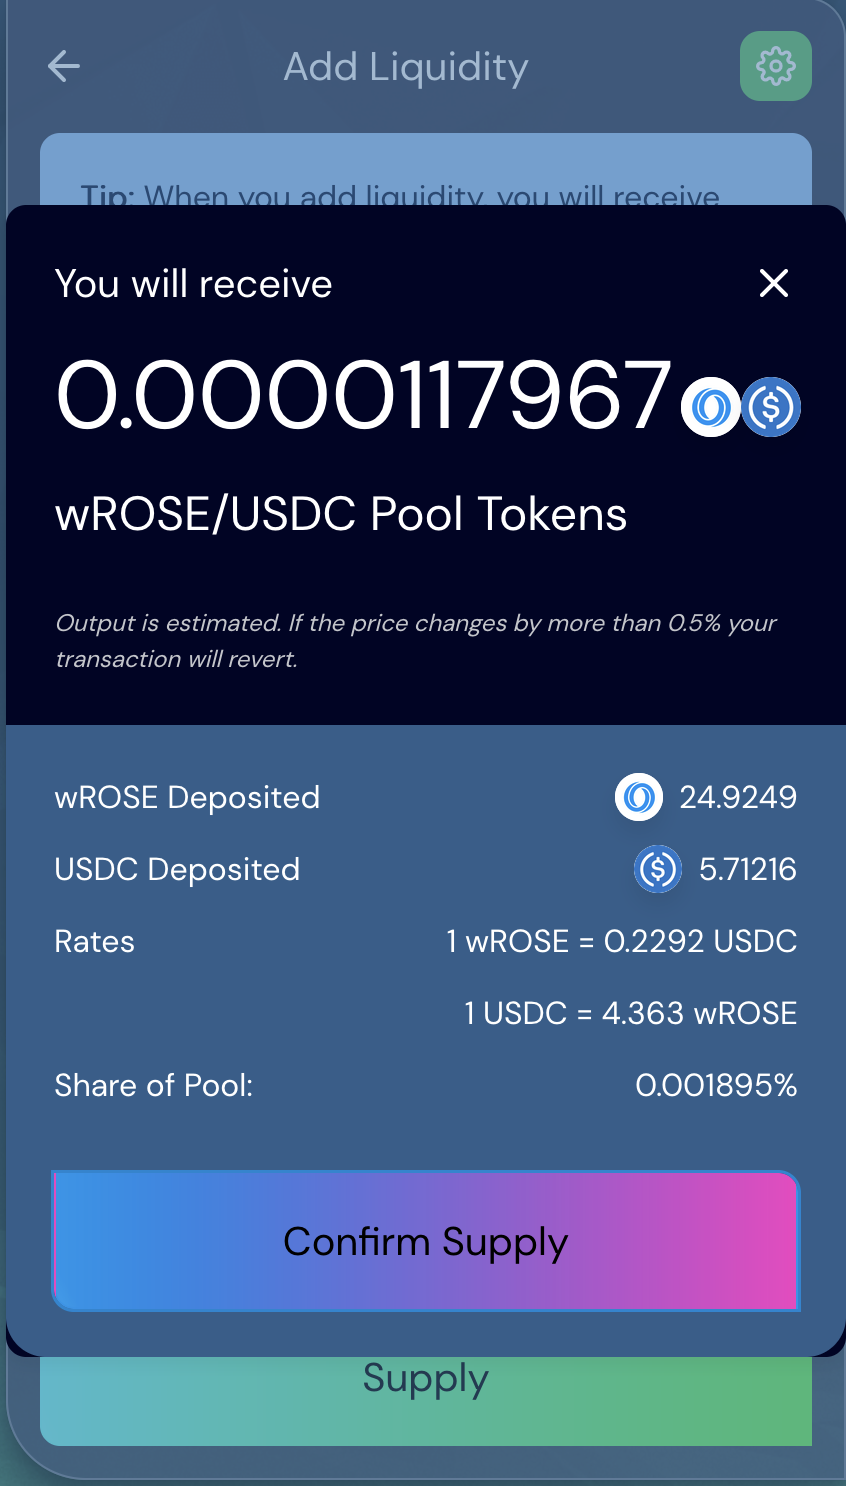 Add Liquidity
Tip: When you add liquidity, you will receive
You will receive
0.0000117967
wROSE/USDC Pool Tokens
Output is estimated. If the price changes by more than 0.5% your
transaction will revert.
wROSE Deposited 24.9249
USDC Deposited 5.71216
Rates 1 wROSE = 0.2292 USDC
1 USDC = 4.363 wROSE
Share of Pool: 0.001895%
Confirm Supply
Supply